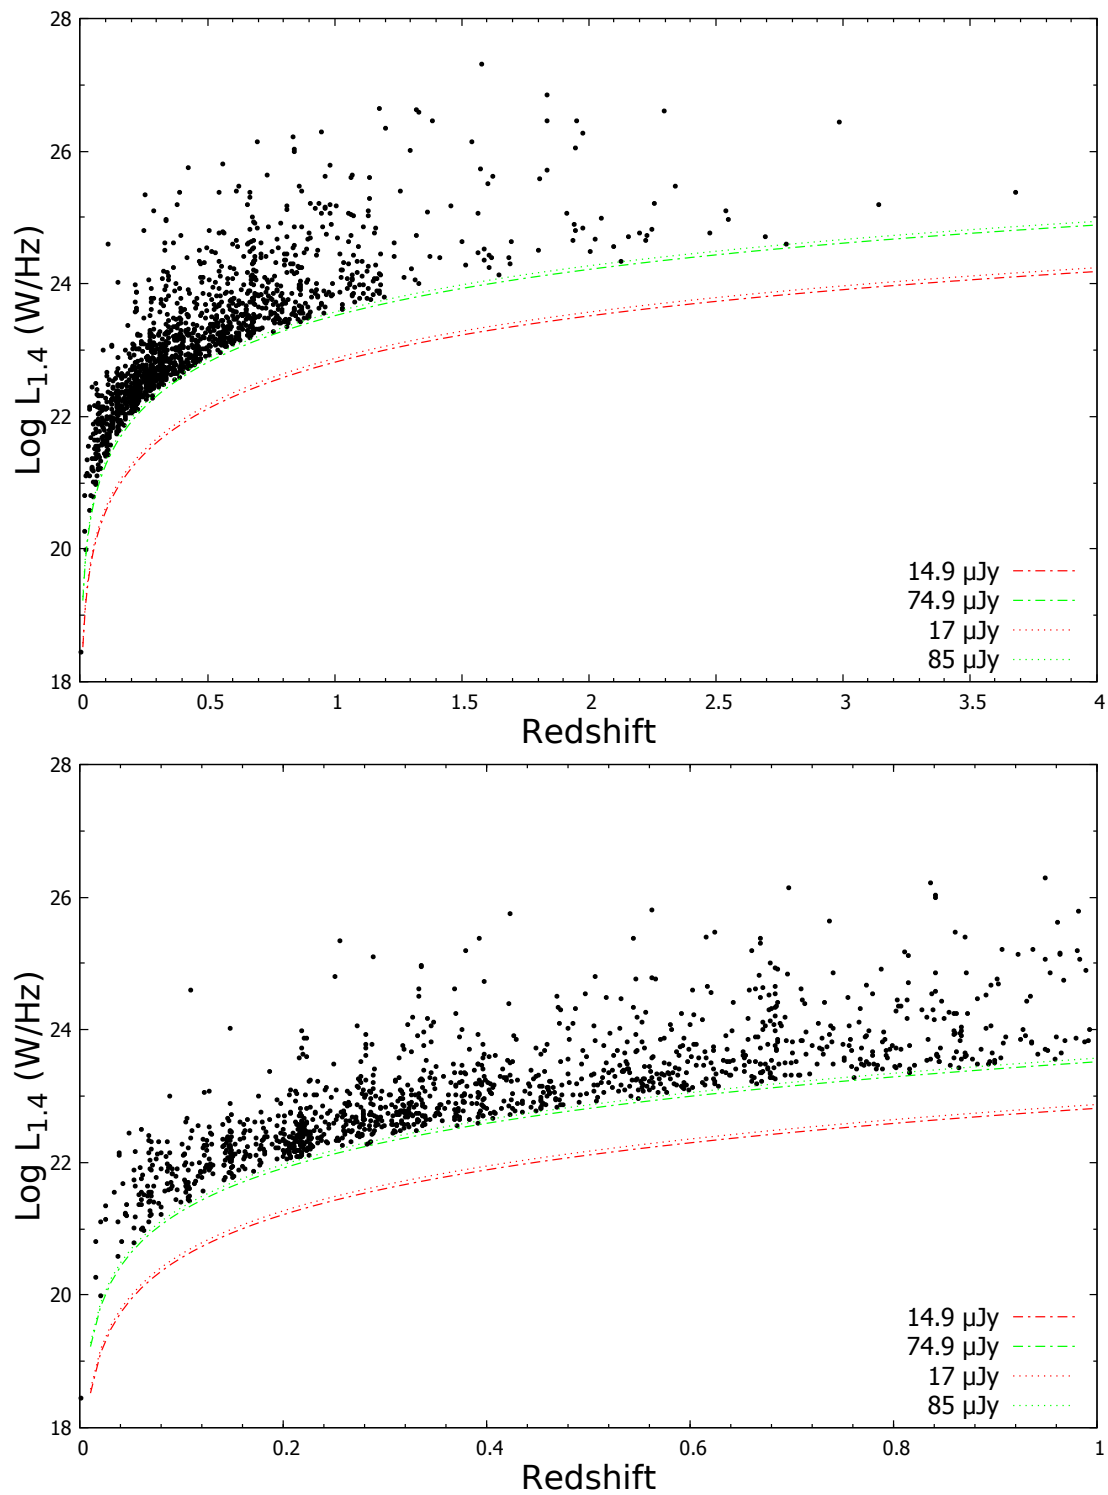 28
26
24
22
20
18
Log L1.4 (W/Hz)
14.9 µJy
74.9 µJy
17 µJy
85 µJy
0 0.5 1 1.5 2 2.5 3 3.5 4
Redshift
28
26
24
22
20
18
Log L1.4 (W/Hz)
14.9 µJy
74.9 µJy
17 µJy
85 µJy
0 0.2 0.4 0.6 0.8 1
Redshift